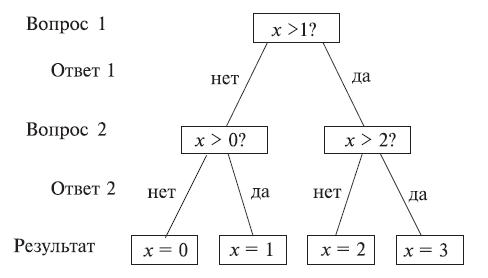 Вопрос 1 x >1?
Ответ 1 нет да
Вопрос 2 x > 0? x > 2?
Ответ 2 нет да нет да
Результат x = 0 x = 1 x = 2 x = 3